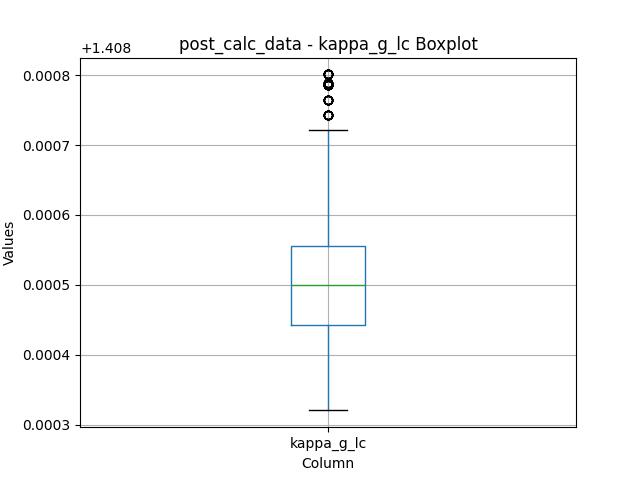 post_calc_data - kappa_g_lc Boxplot
+1.408
0.0008
0.0007
0.0006
0.0005
0.0004
0.0003
Values
kappa_g_lc
Column